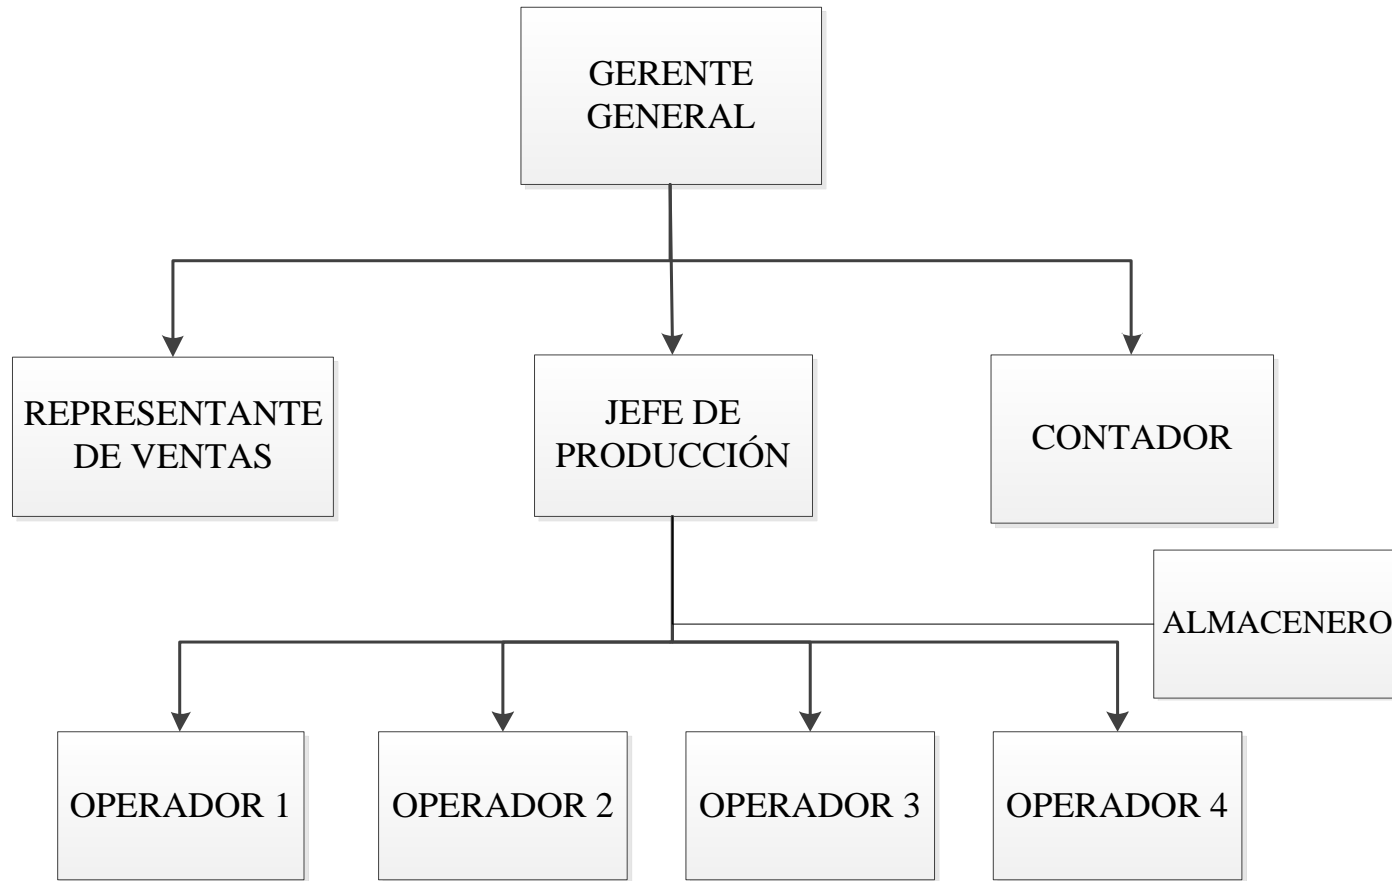 GERENTE
GENERAL
REPRESENTANTE
DE VENTAS
JEFE DE
PRODUCCIÓN
CONTADOR
ALMACENERO
OPERADOR 1
OPERADOR 2
OPERADOR 3
OPERADOR 4